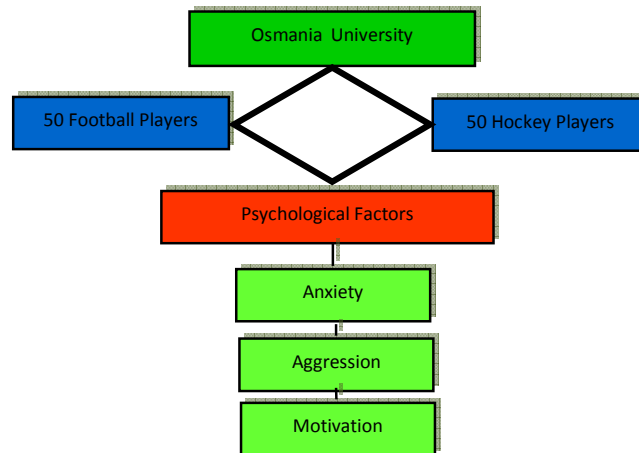 Osmania University
50 Football Players
50 Hockey Players
Psychological Factors
Anxiety
Aggression
Motivation